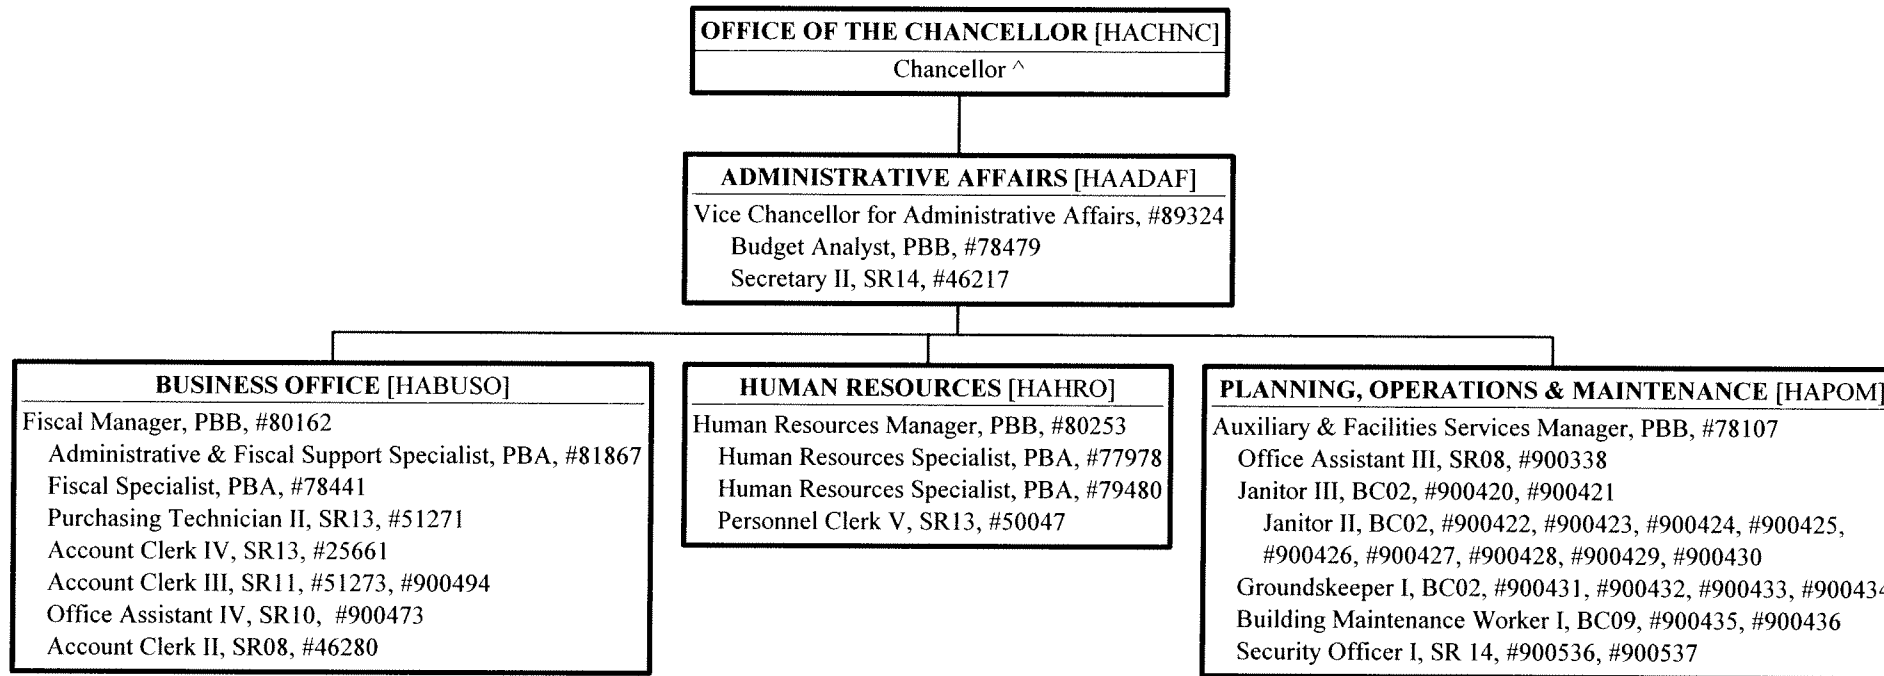 OFFICE OF THE CHANCELLOR [HACHNC]
Chancellor ^
ADMINISTRATIVE AFFAIRS [HAADAF]
Vice Chancellor for Administrative Affairs, #89324
Budget Analyst, PBB, #78479
Secretary II, SR14, #46217
BUSINESS OFFICE [HABUSO]
Fiscal Manager, PBB, #80162
Administrative & Fiscal Support Specialist, PBA, #81867
Fiscal Specialist, PBA, #78441
Purchasing Technician II, SR13, #51271
Account Clerk IV, SR13, #25661
Account Clerk III, SR11, #51273, #900494
Office Assistant IV, SR10, #900473
Account Clerk II, SR08, #46280
HUMAN RESOURCES [HAHRO]
Human Resources Manager, PBB, #80253
Human Resources Specialist, PBA, #77978
Human Resources Specialist, PBA, #79480
Personnel Clerk V, SR13, #50047
PLANNING, OPERATIONS & MAINTENANCE [HAPOM]
Auxiliary & Facilities Services Manager, PBB, #78107
Office Assistant III, SR08, #900338
Janitor III, BC02, #900420, #900421
Janitor II, BC02, #900422, #900423, #900424, #900425,
#900426, #900427, #900428, #900429, #900430
Groundskeeper I, BC02, #900431, #900432, #900433, #900434
Building Maintenance Worker I, BC09, #900435, #900436
Security Officer I, SR 14, #900536, #900537